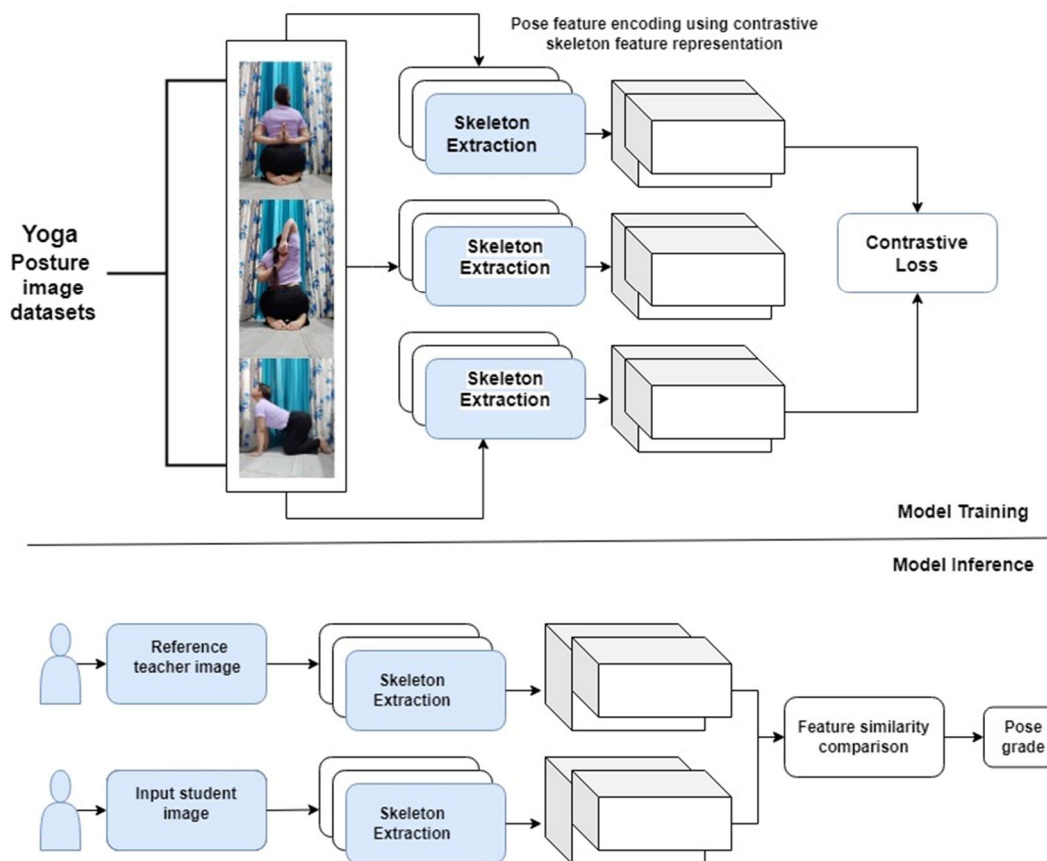 Pose feature encoding using contrastive
skeleton feature representation
Skeleton
Extraction
Yoga
Posture
image
datasets
Skeleton
Extraction
Contrastive
Loss
Skeleton
Extraction
Model Training
Model Inference
Reference
teacher image
Skeleton
Extraction
Feature similarity
comparison
Pose
grade
Input student
image
Skeleton
Extraction